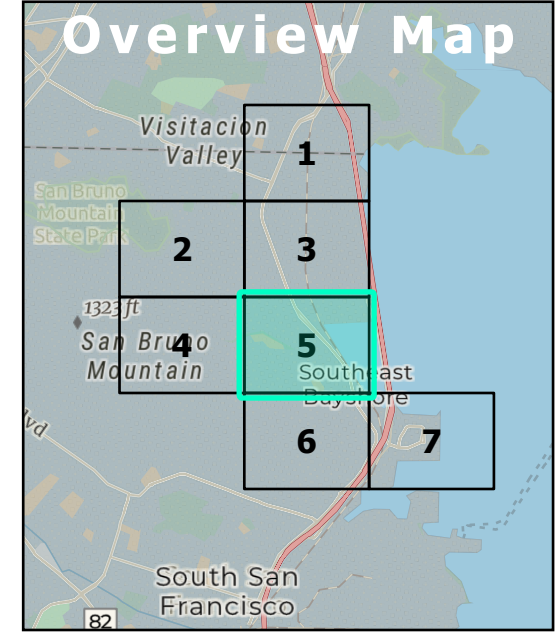 Overview Map
Visitacion
Valley
1
San Bruno
Mountain
State Park
2
3
1323 ft
San Bruno
Mountain
4
5
Southeast
Bayshore
lvd
6
7
South San
Francisco
82